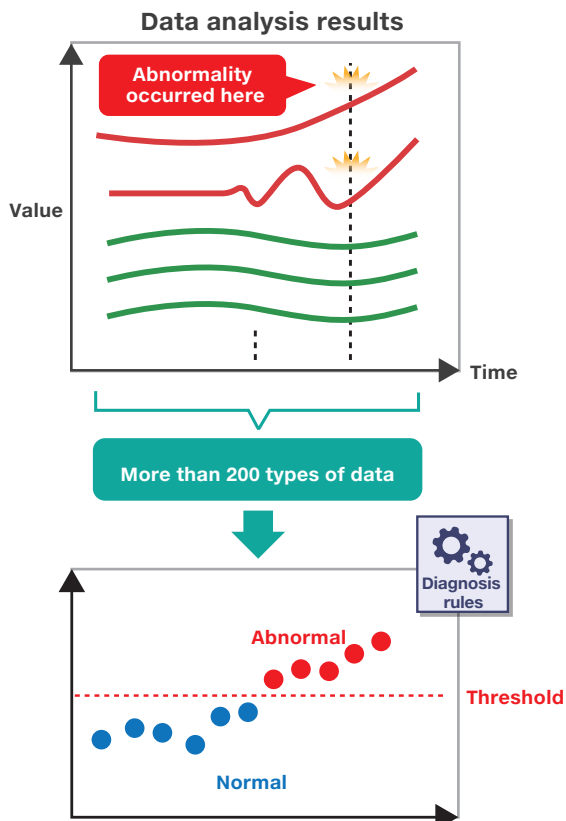 Data analysis results
Abnormality
occurred here
Value
Time
More than 200 types of data
Diagnosis
rules
Abnormal
Threshold
Normal